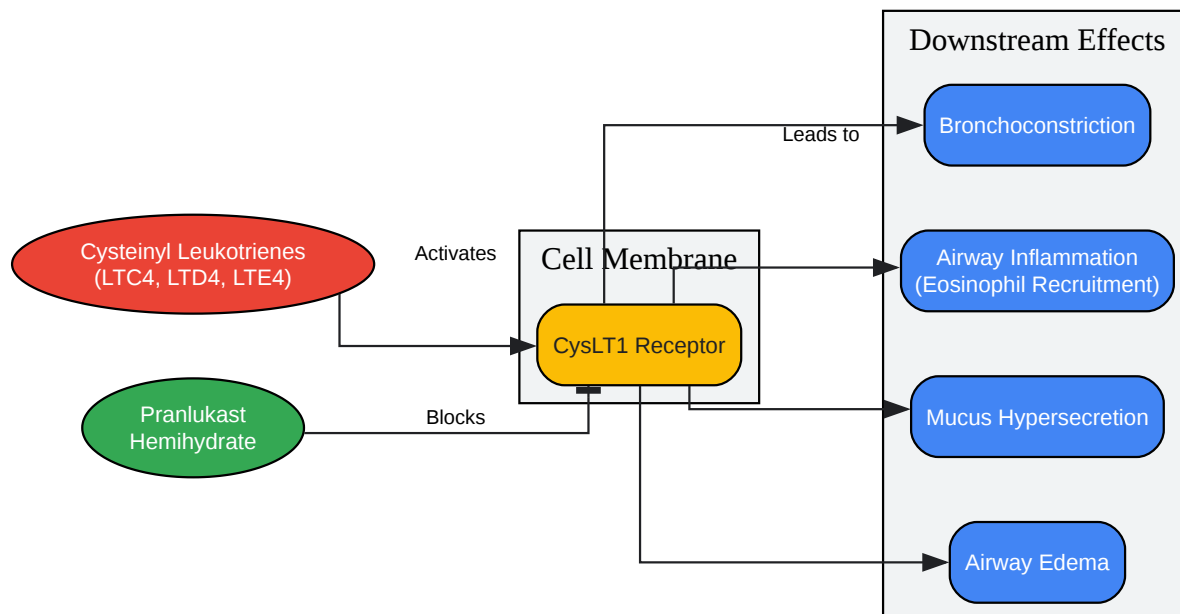 Downstream Effects
Bronchoconstriction
Leads to
Cysteinyl Leukotrienes
(LTC4, LTD4, LTE4)
Activates
Cell Membrane
Airway Inflammation
(Eosinophil Recruitment)
CysLT1 Receptor
Pranlukast
Hemihydrate
Blocks
Mucus Hypersecretion
Airway Edema